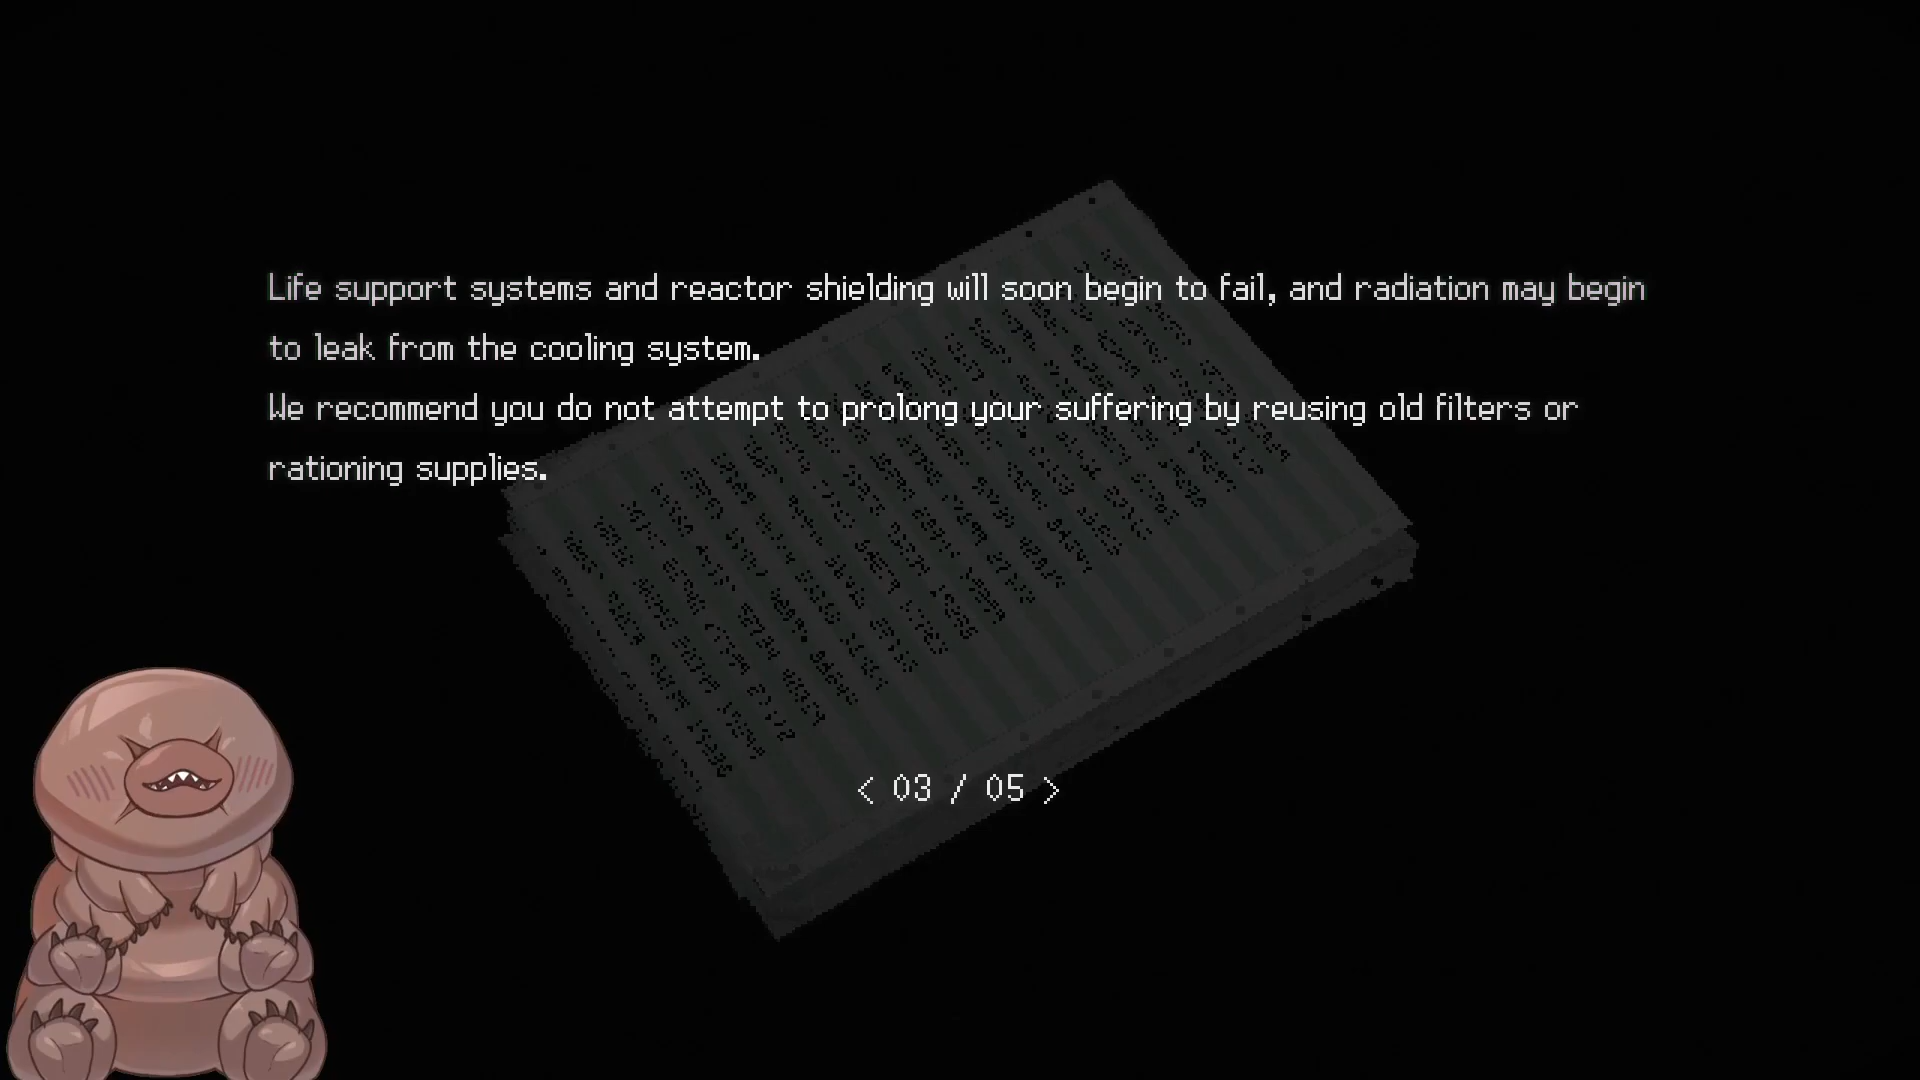 Life support systems and reactor shielding will soon begin to fail, and radiation may begin
to leak from the cooling system.
We recommend you do not attempt to prolong your suffering by reusing old filters or
rationing supplies.
< 03 / 05 >